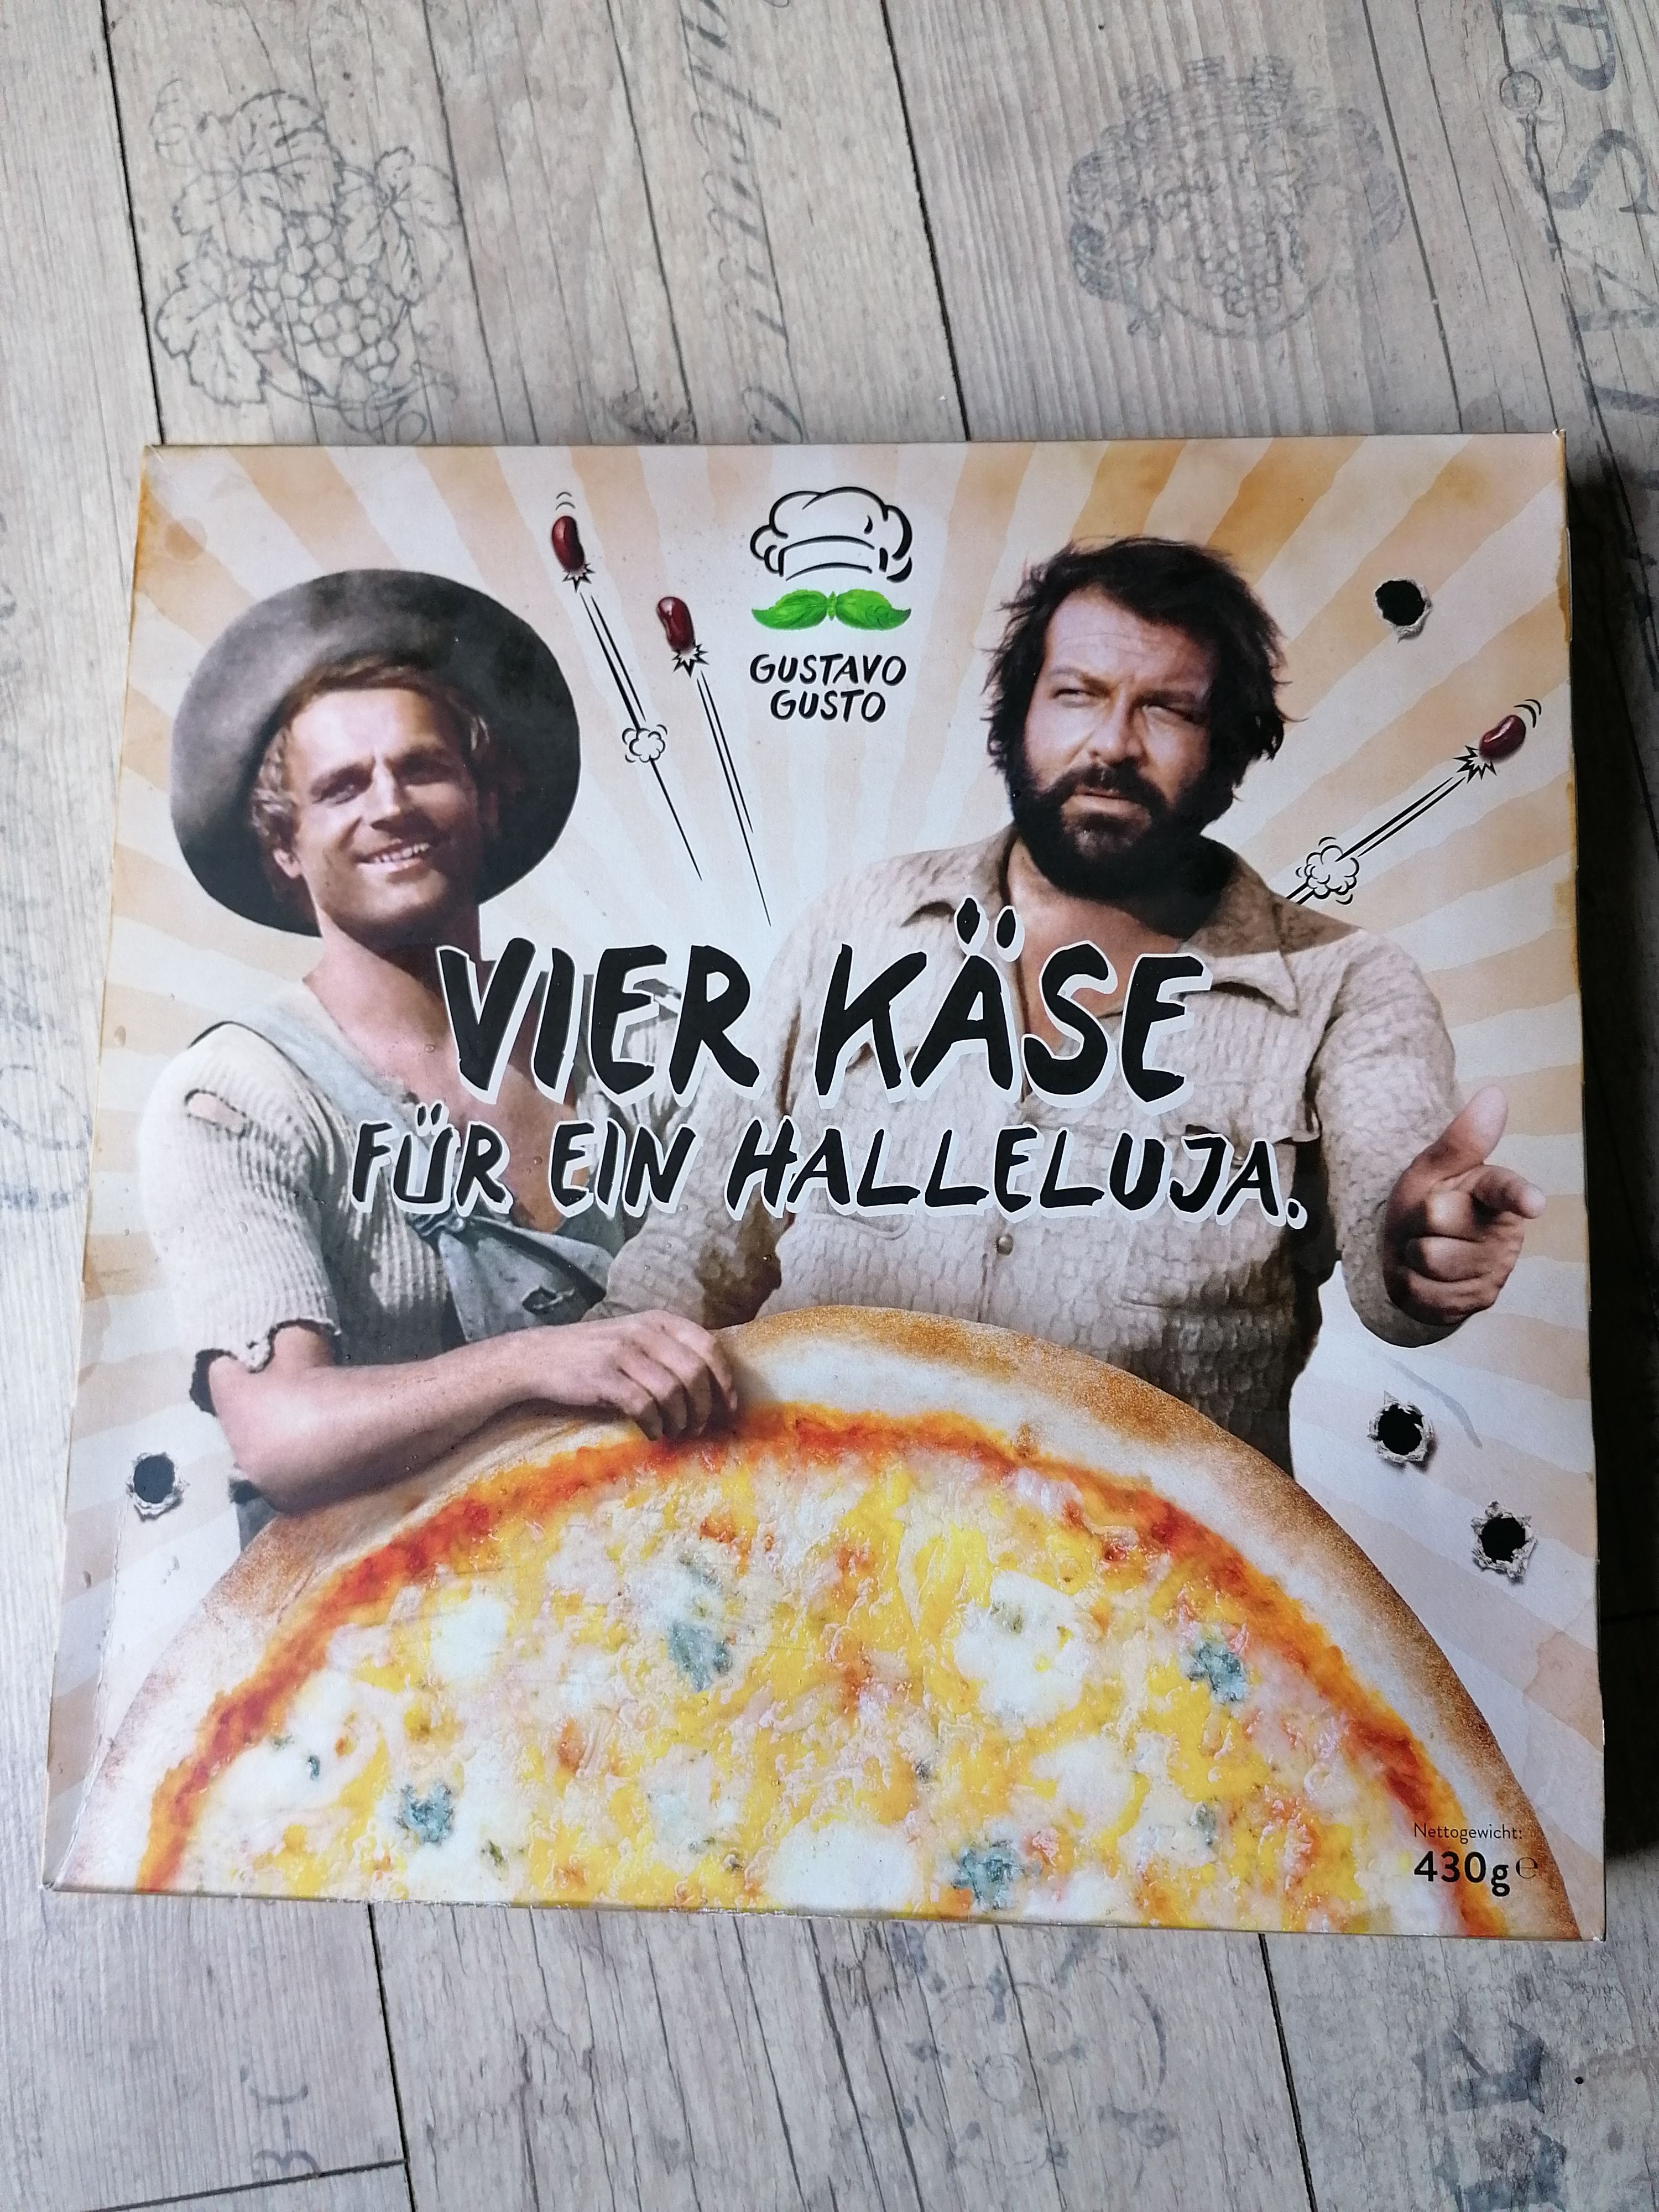 GUSTAVO
GUSTO
VIER KÄSE
FÜR EIN HALLELUJA.
Nettogewicht:
430g ℮